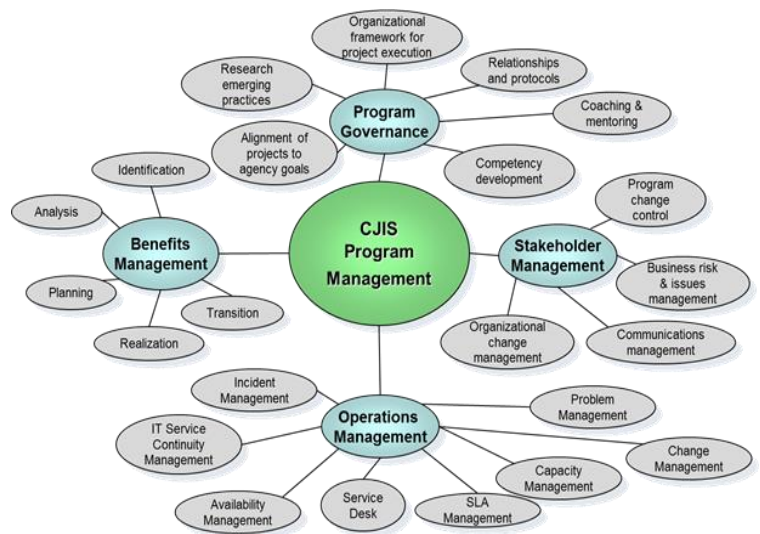 Organizational
framework for
project execution
Research
emerging
practices
Relationships
and protocols
Program
Governance
Coaching &
mentoring
Alignment of
projects to
agency goals
Competency
development
Identification
Analysis
Benefits
Management
Planning
Transition
Realization
CJIS
Program
Management
Program
change
control
Stakeholder
Management
Business risk
& issues
management
Organizational
change
management
Communications
management
Incident
Management
Operations
Management
Problem
Management
IT Service
Continuity
Management
Change
Management
Capacity
Management
Availability
Management
Service
Desk
SLA
Management